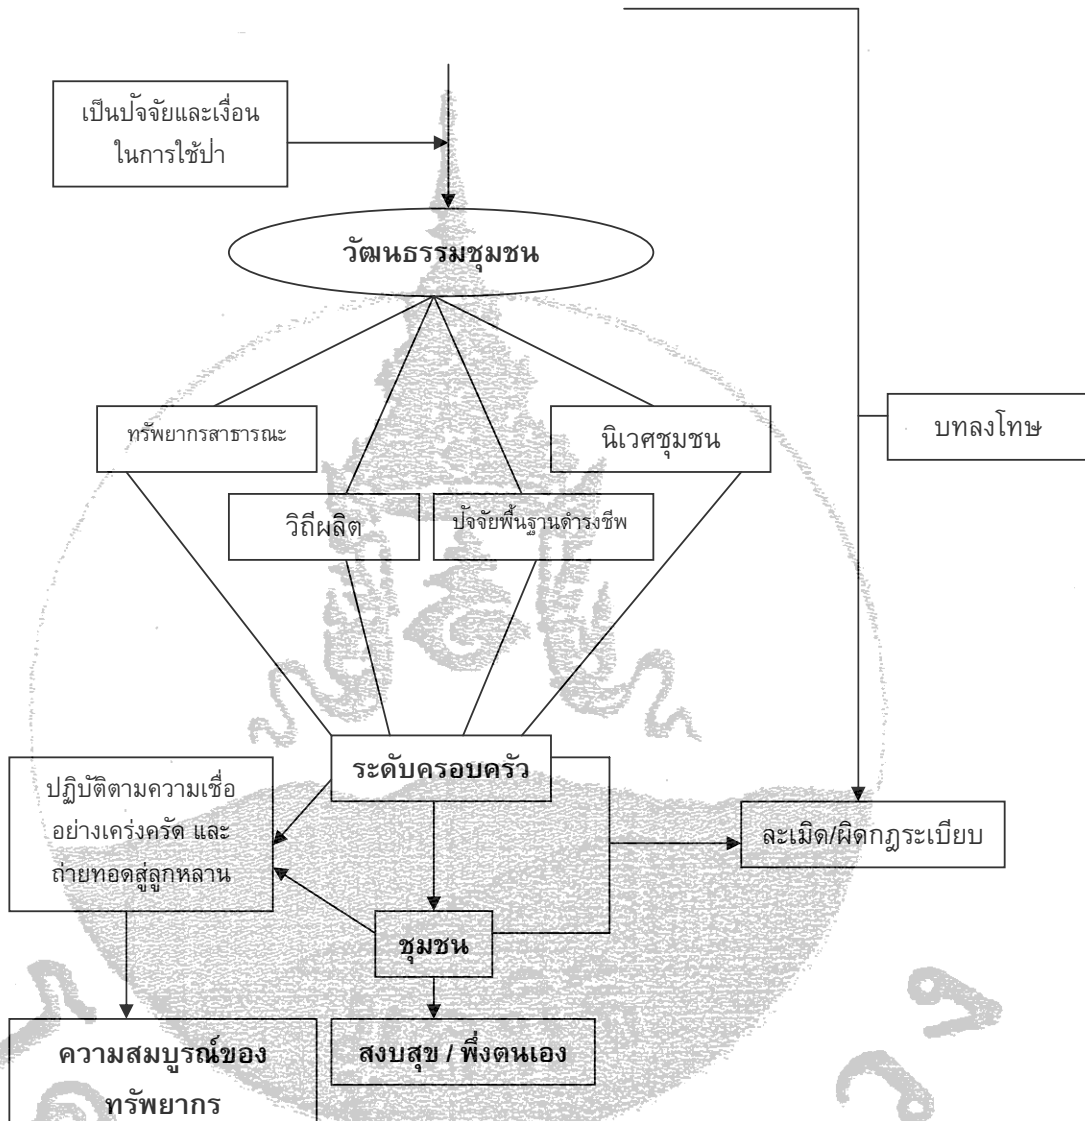 เป็นปัจจัยและเงื่อน
ในการใช้ป่า
วัฒนธรรมชุมชน
ทรัพยากรสาธารณะ
นิเวศชุมชน
บทลงโทษ
วิถีผลิต
ปัจจัยพื้นฐานดำรงชีพ
ระดับครอบครัว
ปฏิบัติตามความเชื่อ
อย่างเคร่งครัด และ
ถ่ายทอดสู่ลูกหลาน
ละเมิด/ผิดกฎระเบียบ
ชุมชน
ความสมบูรณ์ของ
ทรัพยากร
สงบสุข / พึ่งตนเอง